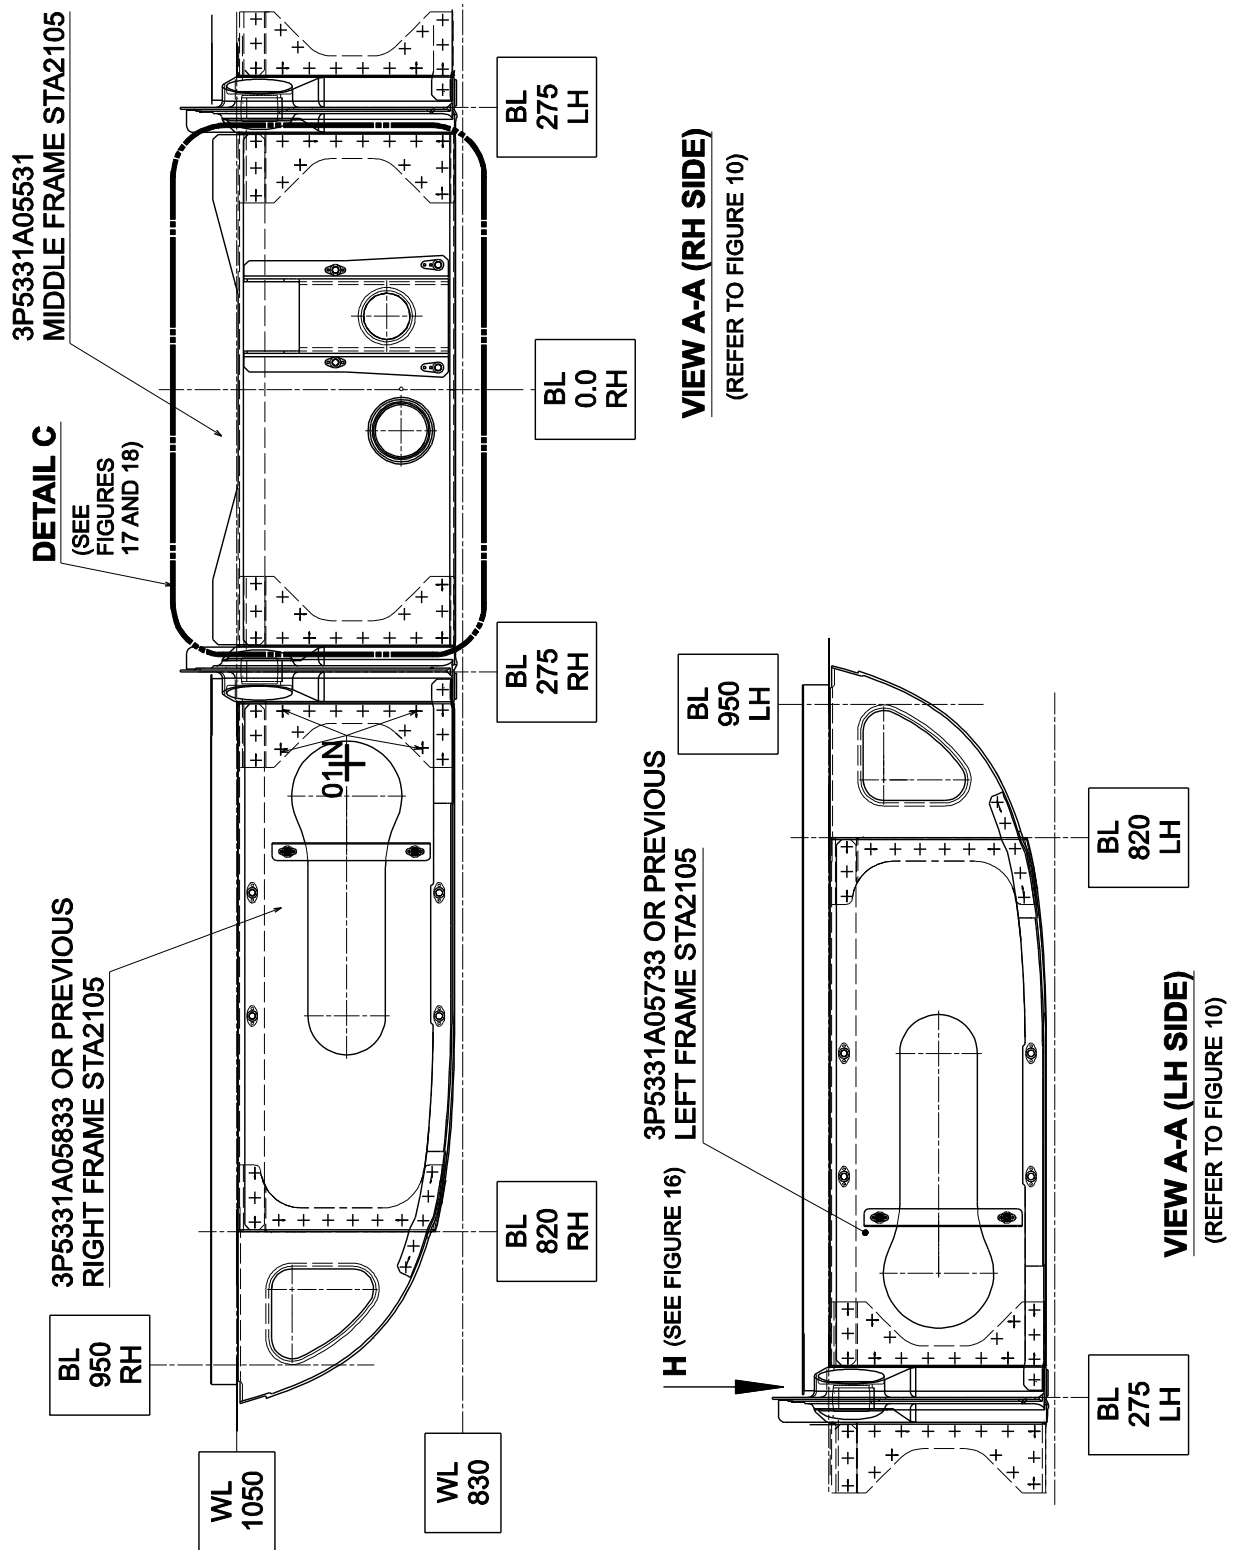 3P5331A05531
MIDDLE FRAME STA2105
DETAIL C
(SEE
FIGURES
17 AND 18)
3P5331A05833 OR PREVIOUS
RIGHT FRAME STA2105
BL
950
RH
WL
1050
WL
830
BL
820
RH
01 N
BL
275
RH
BL
0.0
RH
BL
275
LH
VIEW A-A (RH SIDE)
(REFER TO FIGURE 10)
H (SEE FIGURE 16)
3P5331A05733 OR PREVIOUS
LEFT FRAME STA2105
BL
950
LH
BL
275
LH
BL
820
LH
VIEW A-A (LH SIDE)
(REFER TO FIGURE 10)